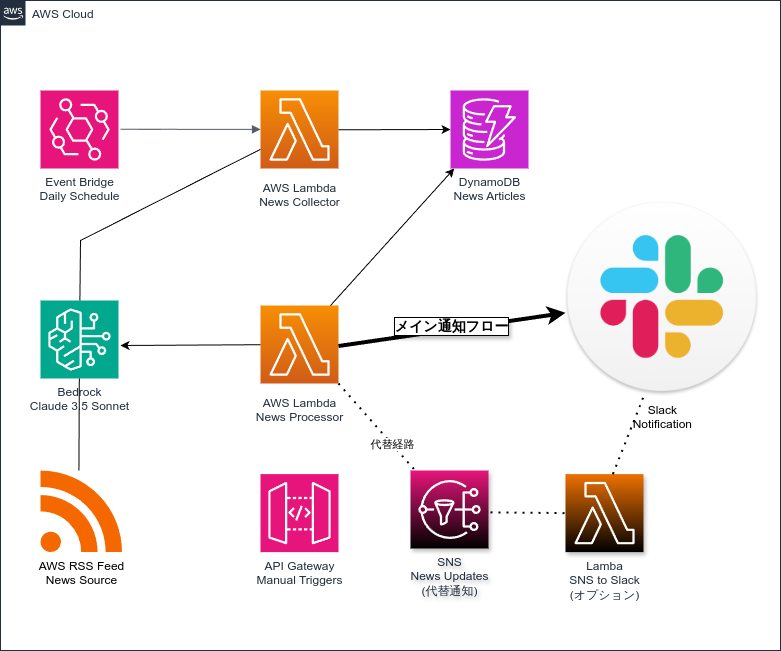 aws
AWS Cloud
Event Bridge
Daily Schedule
AWS Lambda
News Collector
DynamoDB
News Articles
Bedrock
Claude 3.5 Sonnet
AWS Lambda
News Processor
メイン通知フロー
Slack
Notification
代替経路
AWS RSS Feed
News Source
API Gateway
Manual Triggers
SNS
News Updates
(代替通知)
Lamba
SNS to Slack
(オプション)